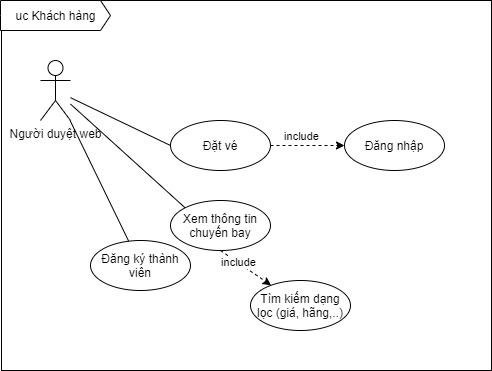 uc Khách hàng
Người duyệt web
Đặt vé
include
Đăng nhập
Xem thông tin
chuyến bay
Đăng ký thành
viên
include
Tìm kiếm dạng
lọc (giá, hãng,..)